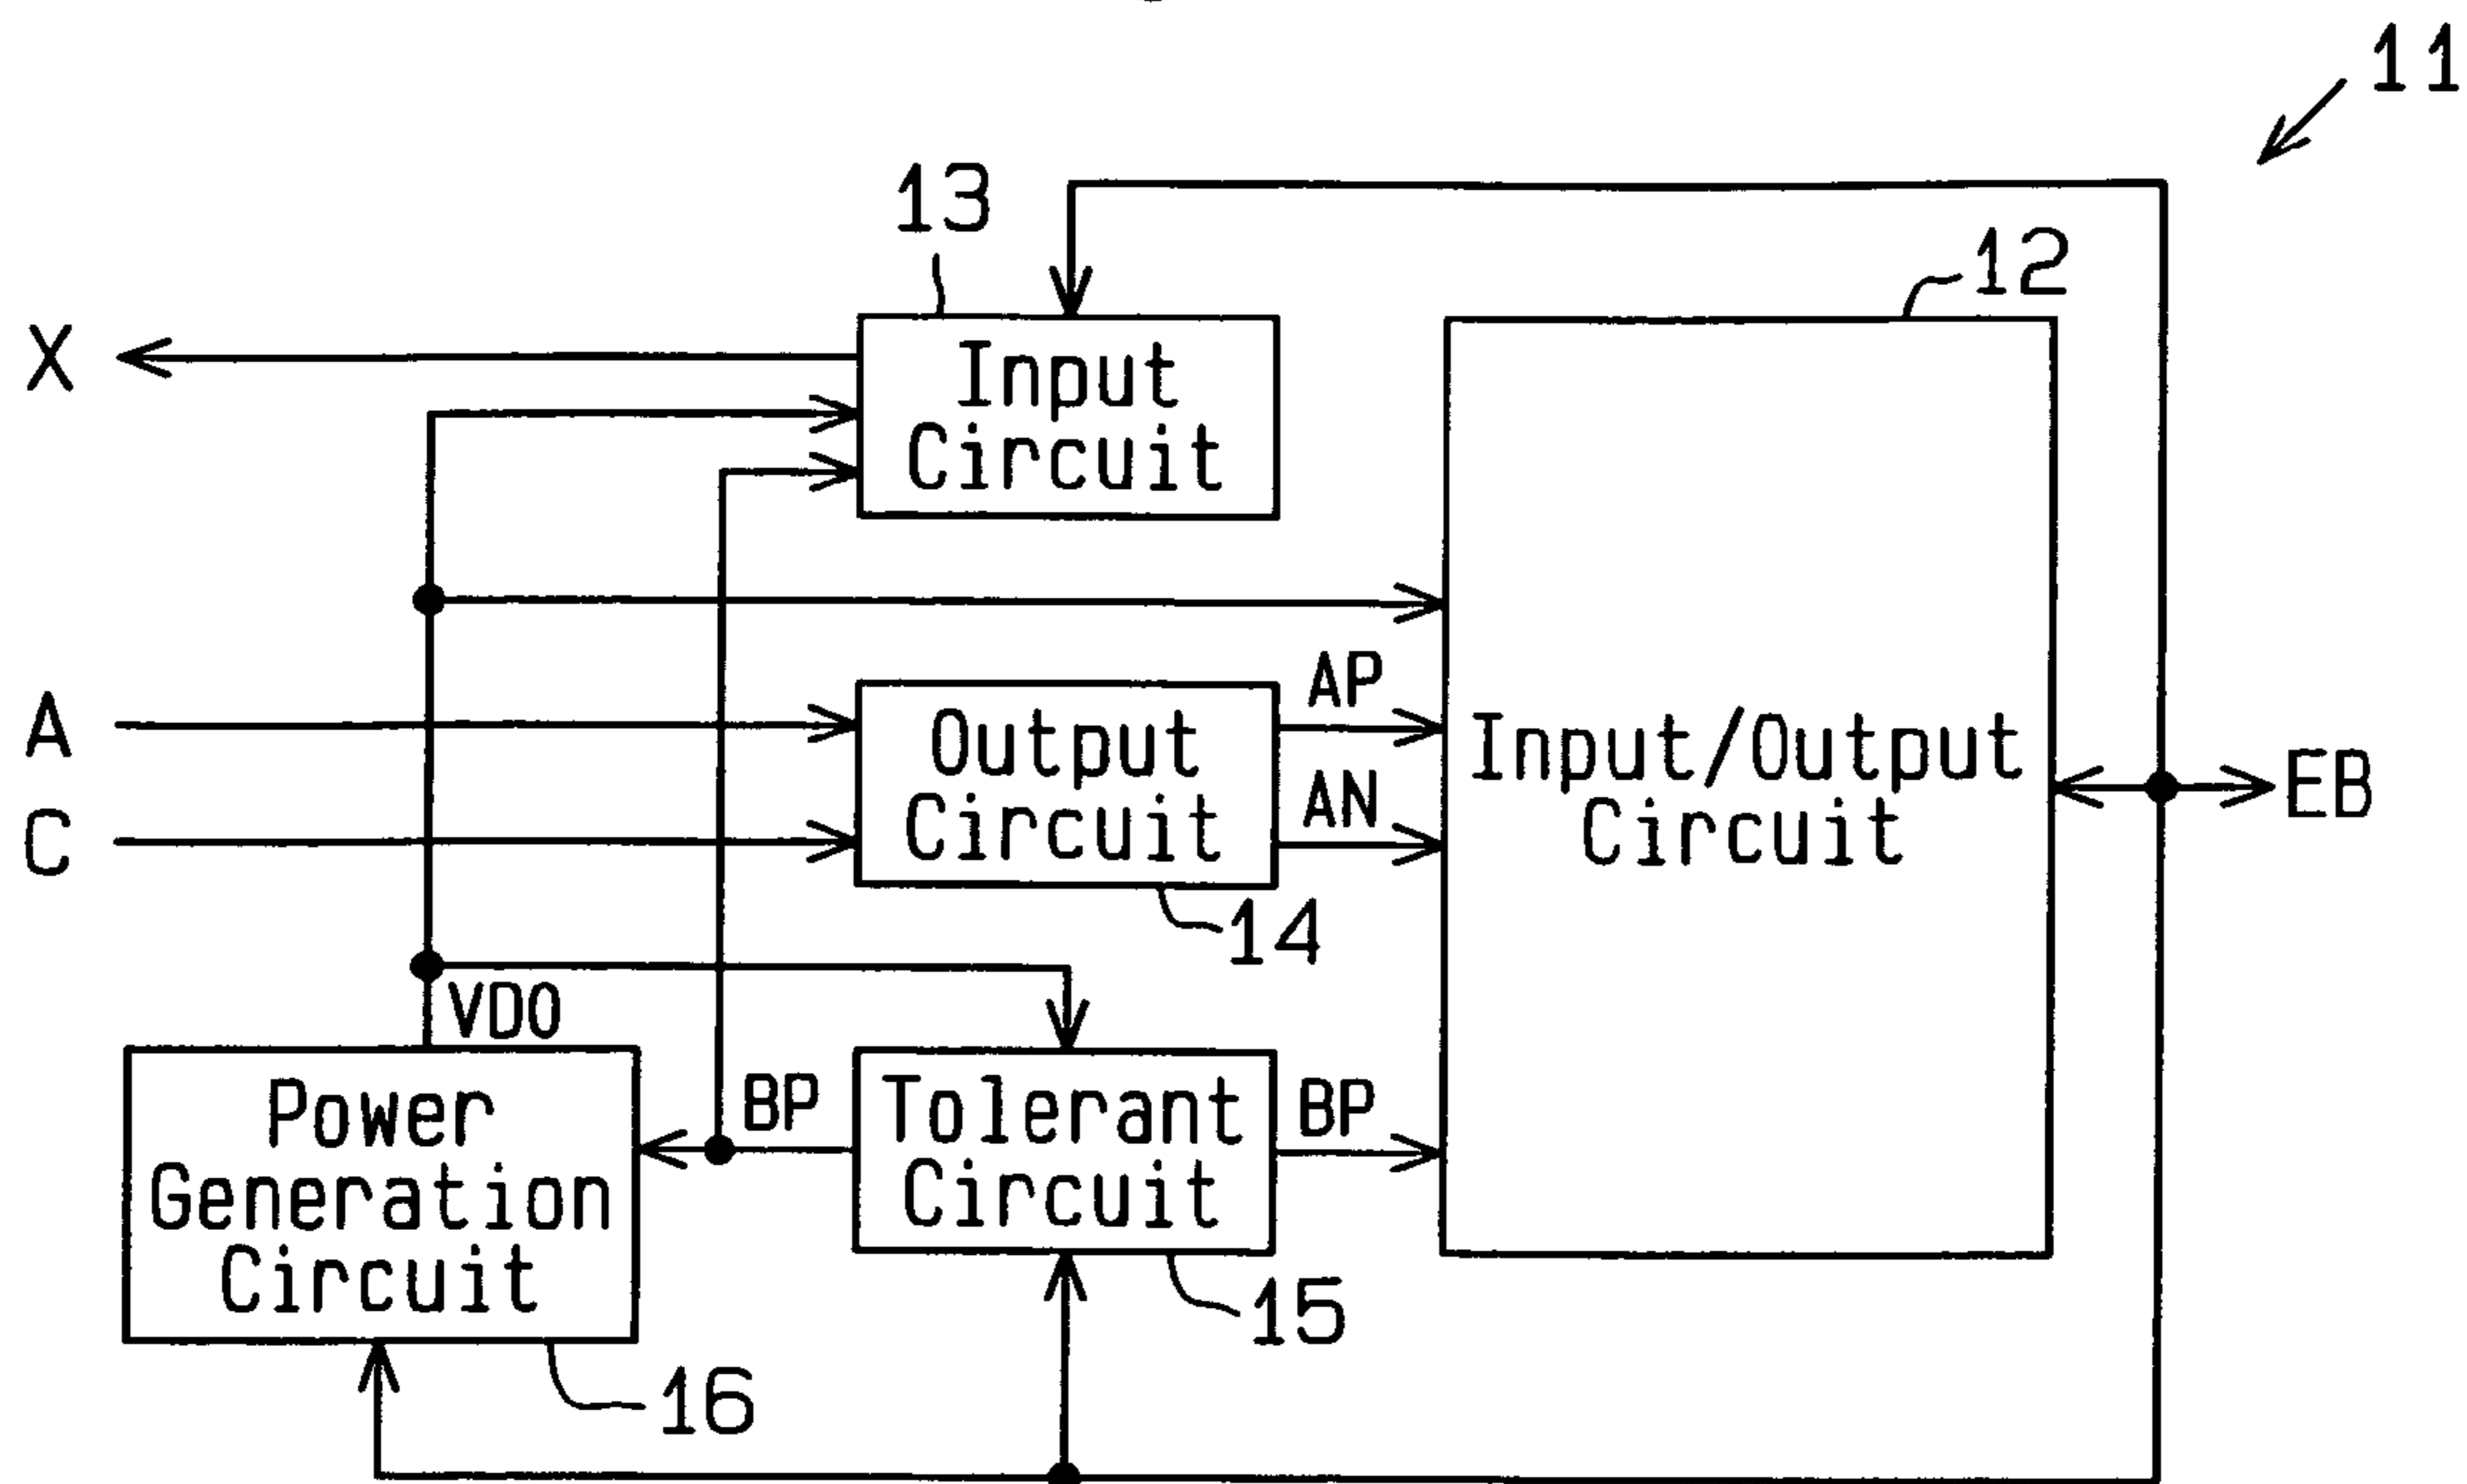 11
13
12
X
Input
Circuit
A
C
Output
Circuit
AP
AN
Input/Output
Circuit
EB
14
VDO
Power
Generation
Circuit
BP
Tolerant
Circuit
BP
15
16